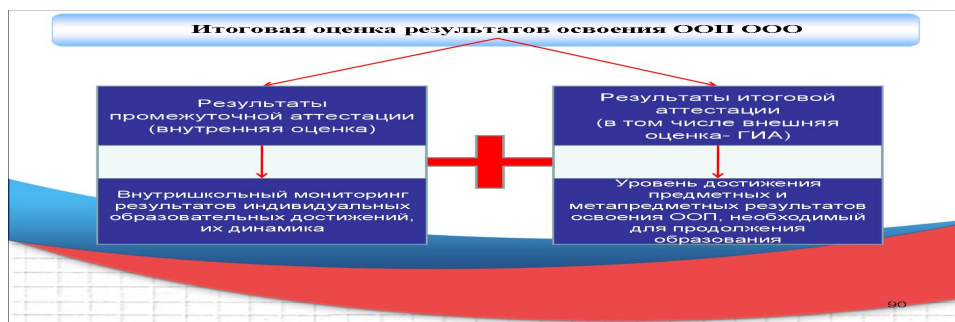 Итоговая оценка результатов освоения ООП ООО
Результаты
промежуточной аттестации
(внутренняя оценка)
Внутришкольный мониторинг
результатов индивидуальных
образовательных достижений,
их динамика
Результаты итоговой
аттестации
(в том числе внешняя
оценка- ГИА)
Уровень достижения
предметных и
метапредметных результатов
освоения ООП, необходимый
для продолжения
образования
90